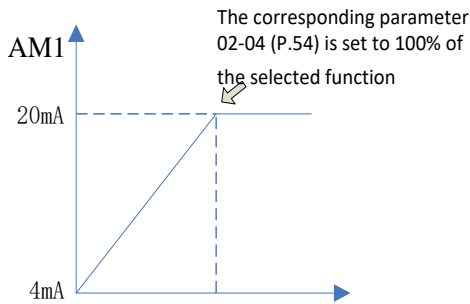 The corresponding parameter
02-04 (P.54) is set to 100% of
the selected function
AM1
20mA
4mA